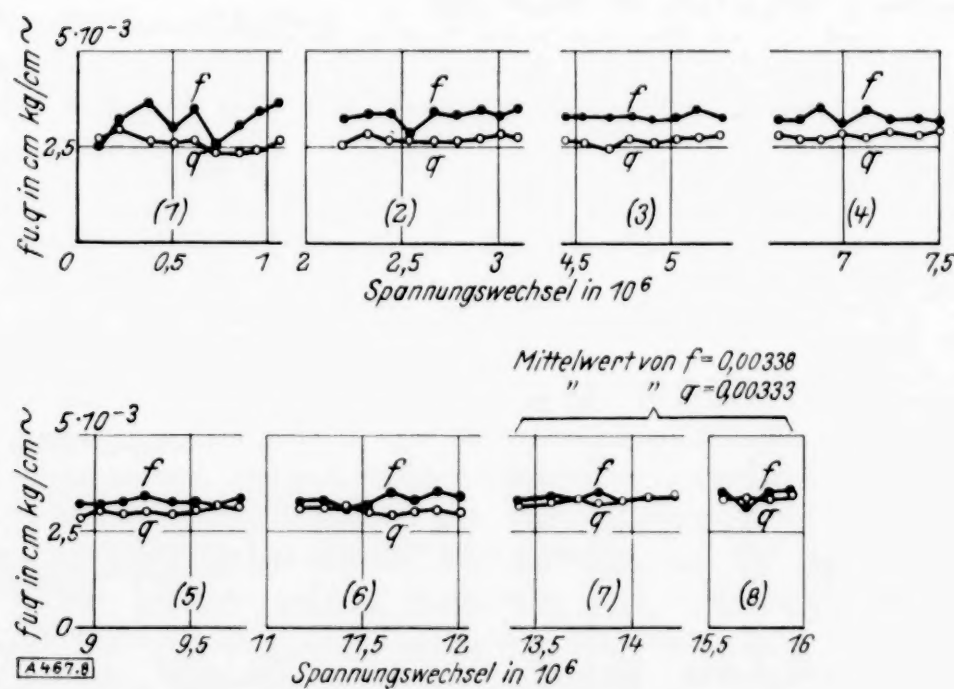 f u. q in cm kg/cm ~
5·10⁻³
2,5
0
f
q
(1)
0,5
1
f
q
(2)
2
2,5
3
f
q
(3)
4,5
5
f
q
(4)
7
7,5
Spannungswechsel in 10⁶
Mittelwert von f = 0,00338
" " q = 0,00333
f u. q in cm kg/cm ~
5·10⁻³
2,5
0
f
q
(5)
9
9,5
f
q
(6)
11
11,5
12
f
q
(7)
13,5
14
f
q
(8)
15,5
16
Spannungswechsel in 10⁶
A 467.8